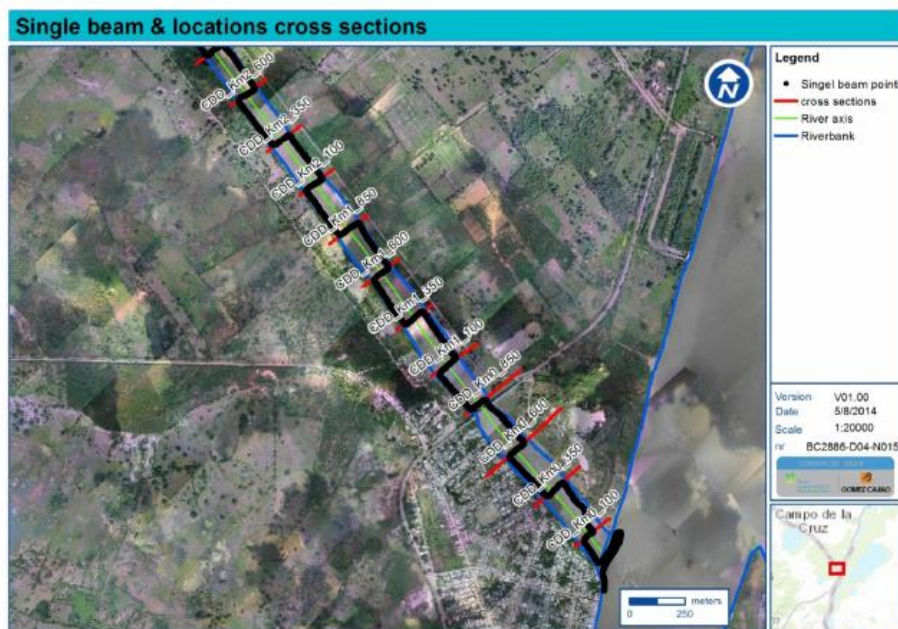 Single beam & locations cross sections
CDD_Km2_600
CDD_Km2_350
CDD_Km2_100
CDD_Km1_850
CDD_Km1_600
CDD_Km1_350
CDD_Km1_100
CDD_Km0_850
CDD_Km0_600
CDD_Km0_350
CDD_Km0_100
N
meters
0 250
Legend
Singel beam point
cross sections
River axis
Riverbank
Version V01.00
Date 5/8/2014
Scale 1:20000
nr BC2886-D04-N015
GOMEZ CAJIAO
Campo de la
Cruz